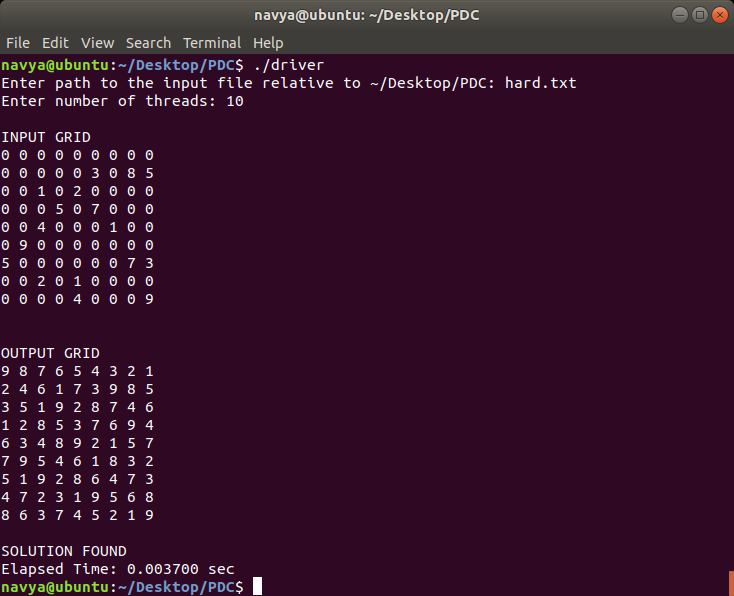 navya@ubuntu: ~/Desktop/PDC
File Edit View Search Terminal Help
navya@ubuntu:~/Desktop/PDC$ ./driver
Enter path to the input file relative to ~/Desktop/PDC: hard.txt
Enter number of threads: 10
INPUT GRID
0 0 0 0 0 0 0 0 0
0 0 0 0 0 3 0 8 5
0 0 1 0 2 0 0 0 0
0 0 0 5 0 7 0 0 0
0 0 4 0 0 0 1 0 0
0 9 0 0 0 0 0 0 0
5 0 0 0 0 0 0 7 3
0 0 2 0 1 0 0 0 0
0 0 0 0 4 0 0 0 9
OUTPUT GRID
9 8 7 6 5 4 3 2 1
2 4 6 1 7 3 9 8 5
3 5 1 9 2 8 7 4 6
1 2 8 5 3 7 6 9 4
6 3 4 8 9 2 1 5 7
7 9 5 4 6 1 8 3 2
5 1 9 2 8 6 4 7 3
4 7 2 3 1 9 5 6 8
8 6 3 7 4 5 2 1 9
SOLUTION FOUND
Elapsed Time: 0.003700 sec
navya@ubuntu:~/Desktop/PDC$